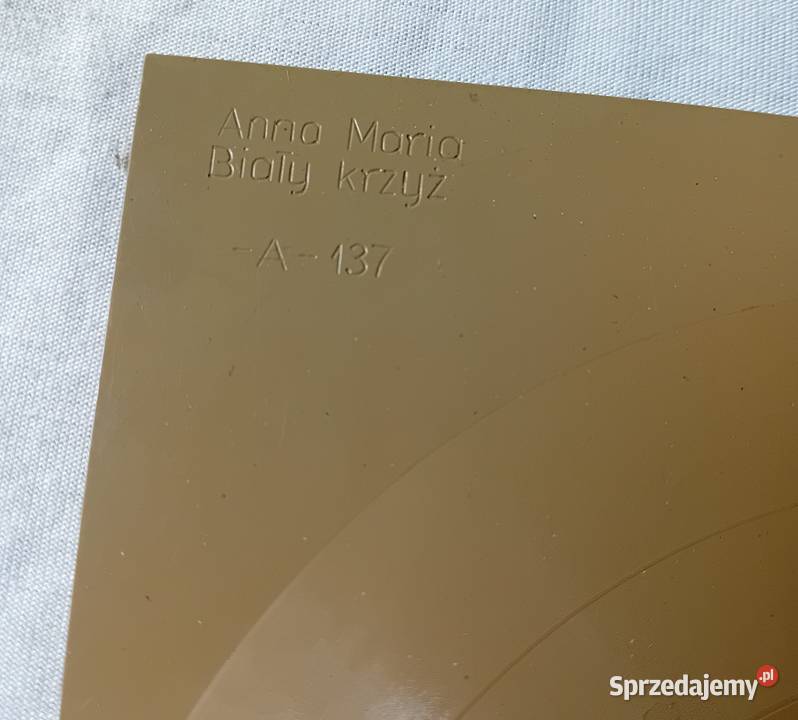 Anna Maria
Biały krzyż
-A-137
Sprzedajemy.pl